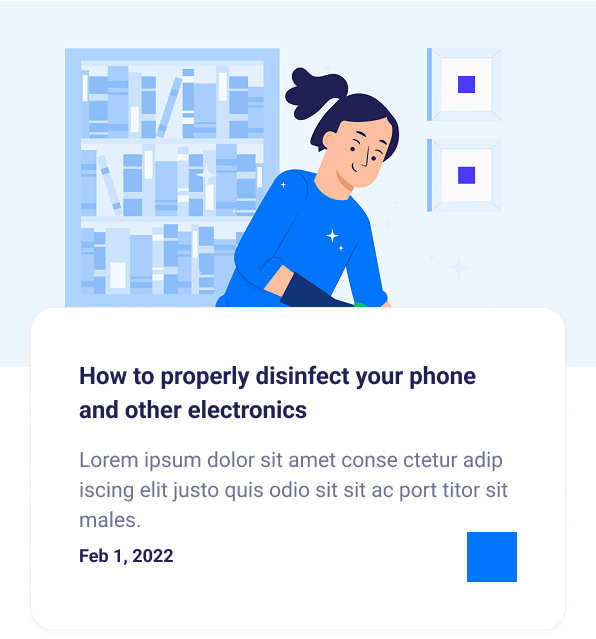 How to properly disinfect your phone
and other electronics
Lorem ipsum dolor sit amet conse ctetur adip
iscing elit justo quis odio sit sit ac port titor sit
males.
Feb 1, 2022